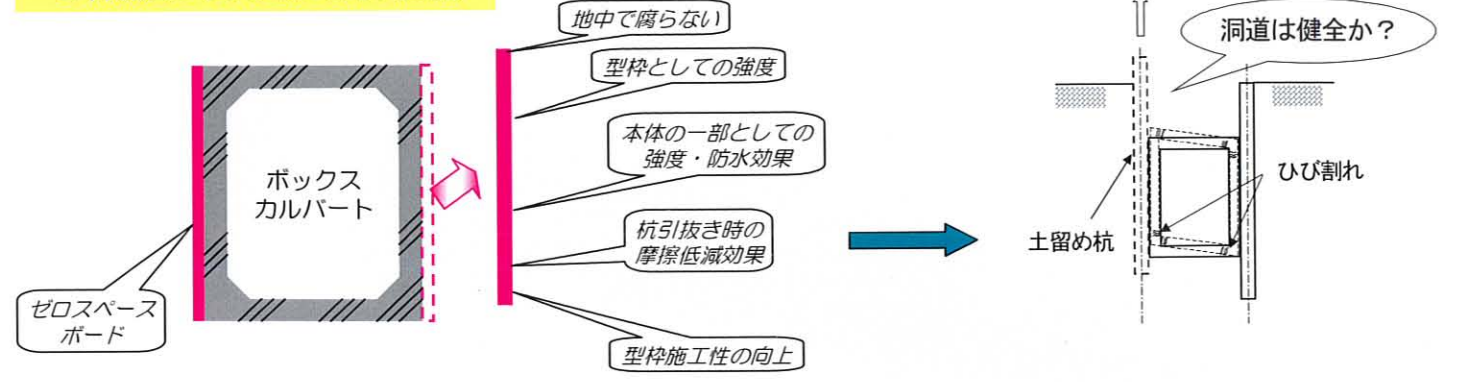 地中で腐らない
型枠としての強度
本体の一部としての
強度・防水効果
杭引抜き時の
摩擦低減効果
型枠施工性の向上
ボックス
カルバート
ゼロスペース
ボード
洞道は健全か?
ひび割れ
土留め杭